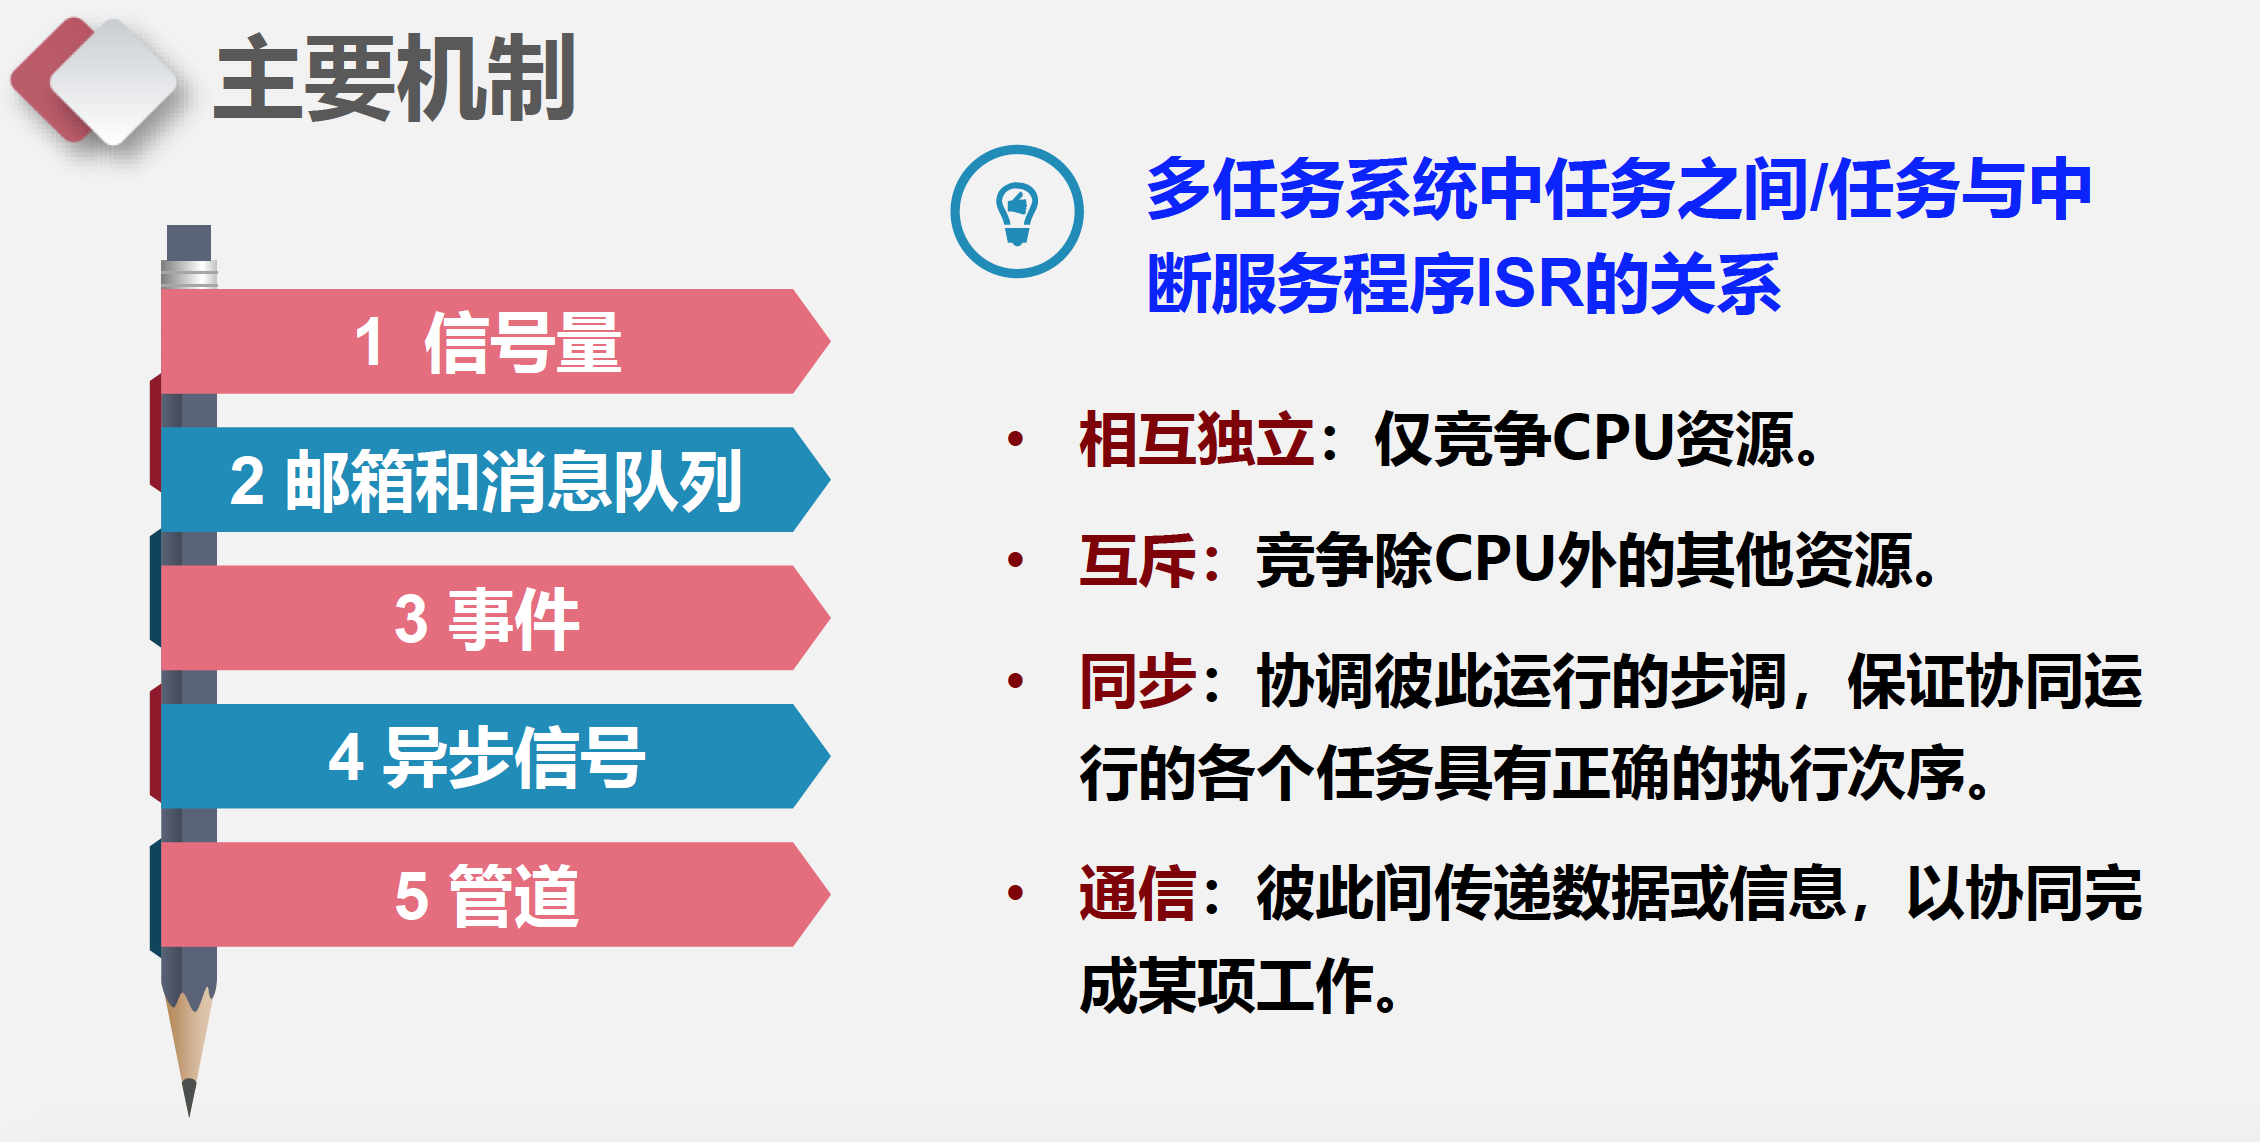 主要机制
1 信号量
2 邮箱和消息队列
3 事件
4 异步信号
5 管道
多任务系统中任务之间/任务与中
断服务程序ISR的关系
• 相互独立：仅竞争CPU资源。
• 互斥：竞争除CPU外的其他资源。
• 同步：协调彼此运行的步调，保证协同运
行的各个任务具有正确的执行次序。
• 通信：彼此间传递数据或信息，以协同完
成某项工作。